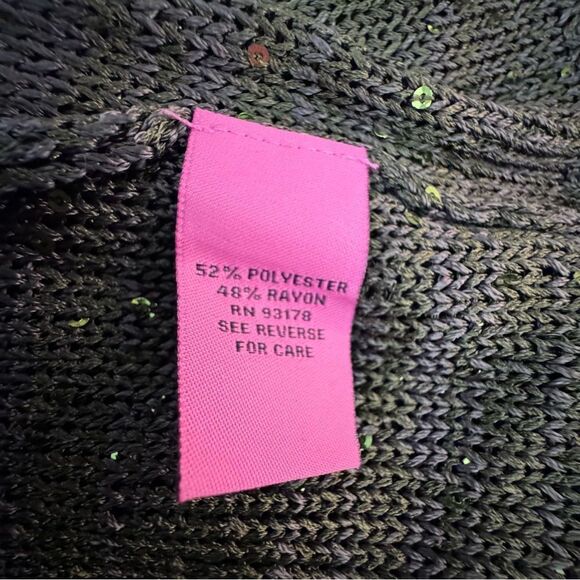 52% POLYESTER
48% RAYON
RN 93178
SEE REVERSE
FOR CARE